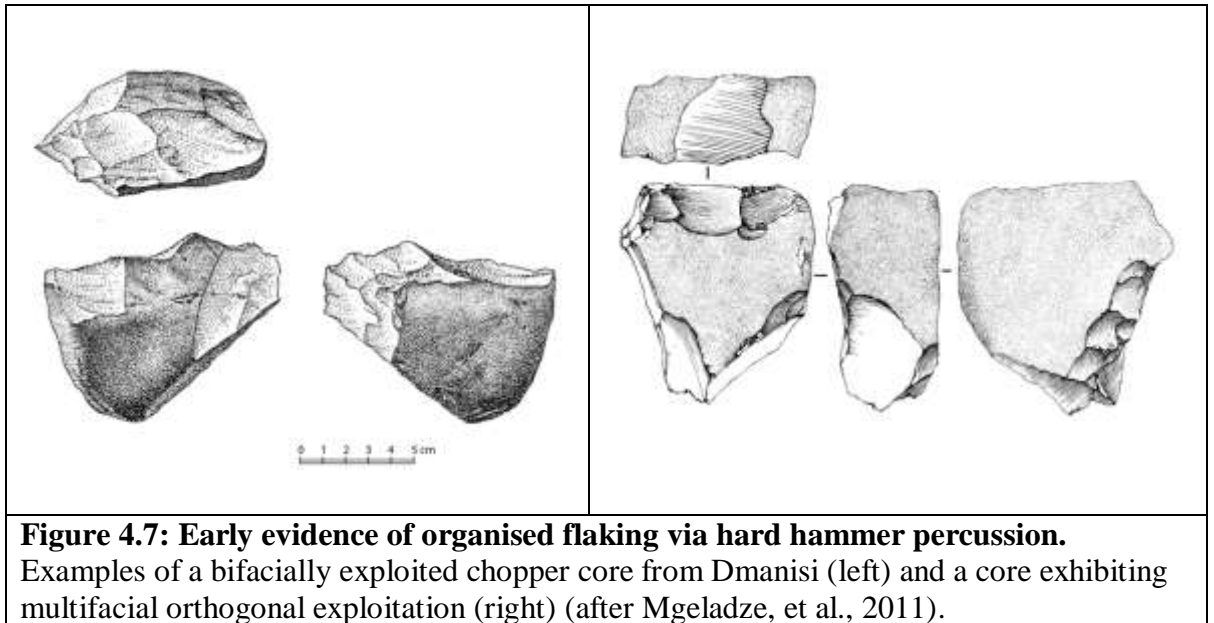 0 1 2 3 4 5 cm
Figure 4.7: Early evidence of organised flaking via hard hammer percussion.
Examples of a bifacially exploited chopper core from Dmanisi (left) and a core exhibiting
multifacial orthogonal exploitation (right) (after Mgeladze, et al., 2011).